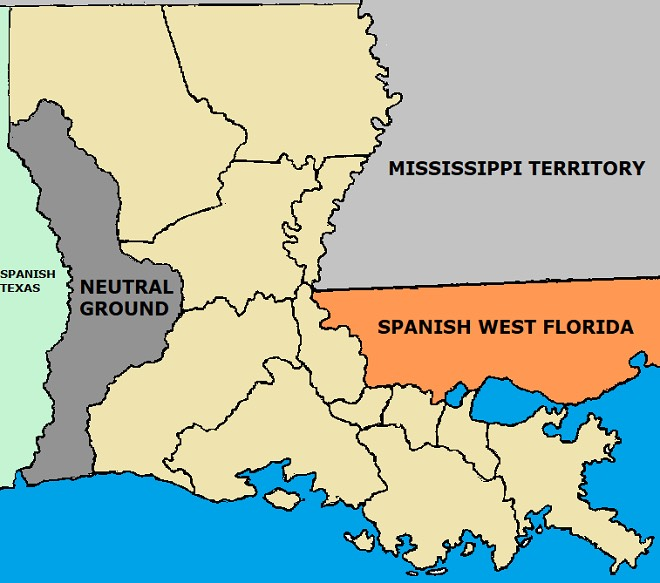 MISSISSIPPI TERRITORY
SPANISH
TEXAS
NEUTRAL
GROUND
SPANISH WEST FLORIDA